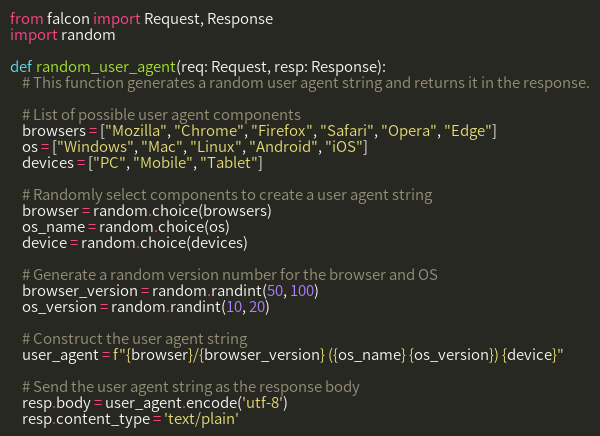 from falcon import Request, Response
import random

def random_user_agent(req: Request, resp: Response):
    # This function generates a random user agent string and returns it in the response.

    # List of possible user agent components
    browsers = ["Mozilla", "Chrome", "Firefox", "Safari", "Opera", "Edge"]
    os = ["Windows", "Mac", "Linux", "Android", "iOS"]
    devices = ["PC", "Mobile", "Tablet"]

    # Randomly select components to create a user agent string
    browser = random.choice(browsers)
    os_name = random.choice(os)
    device = random.choice(devices)

    # Generate a random version number for the browser and OS
    browser_version = random.randint(50, 100)
    os_version = random.randint(10, 20)

    # Construct the user agent string
    user_agent = f"{browser}/{browser_version} ({os_name} {os_version}) {device}"

    # Send the user agent string as the response body
    resp.body = user_agent.encode('utf-8')
    resp.content_type = 'text/plain'